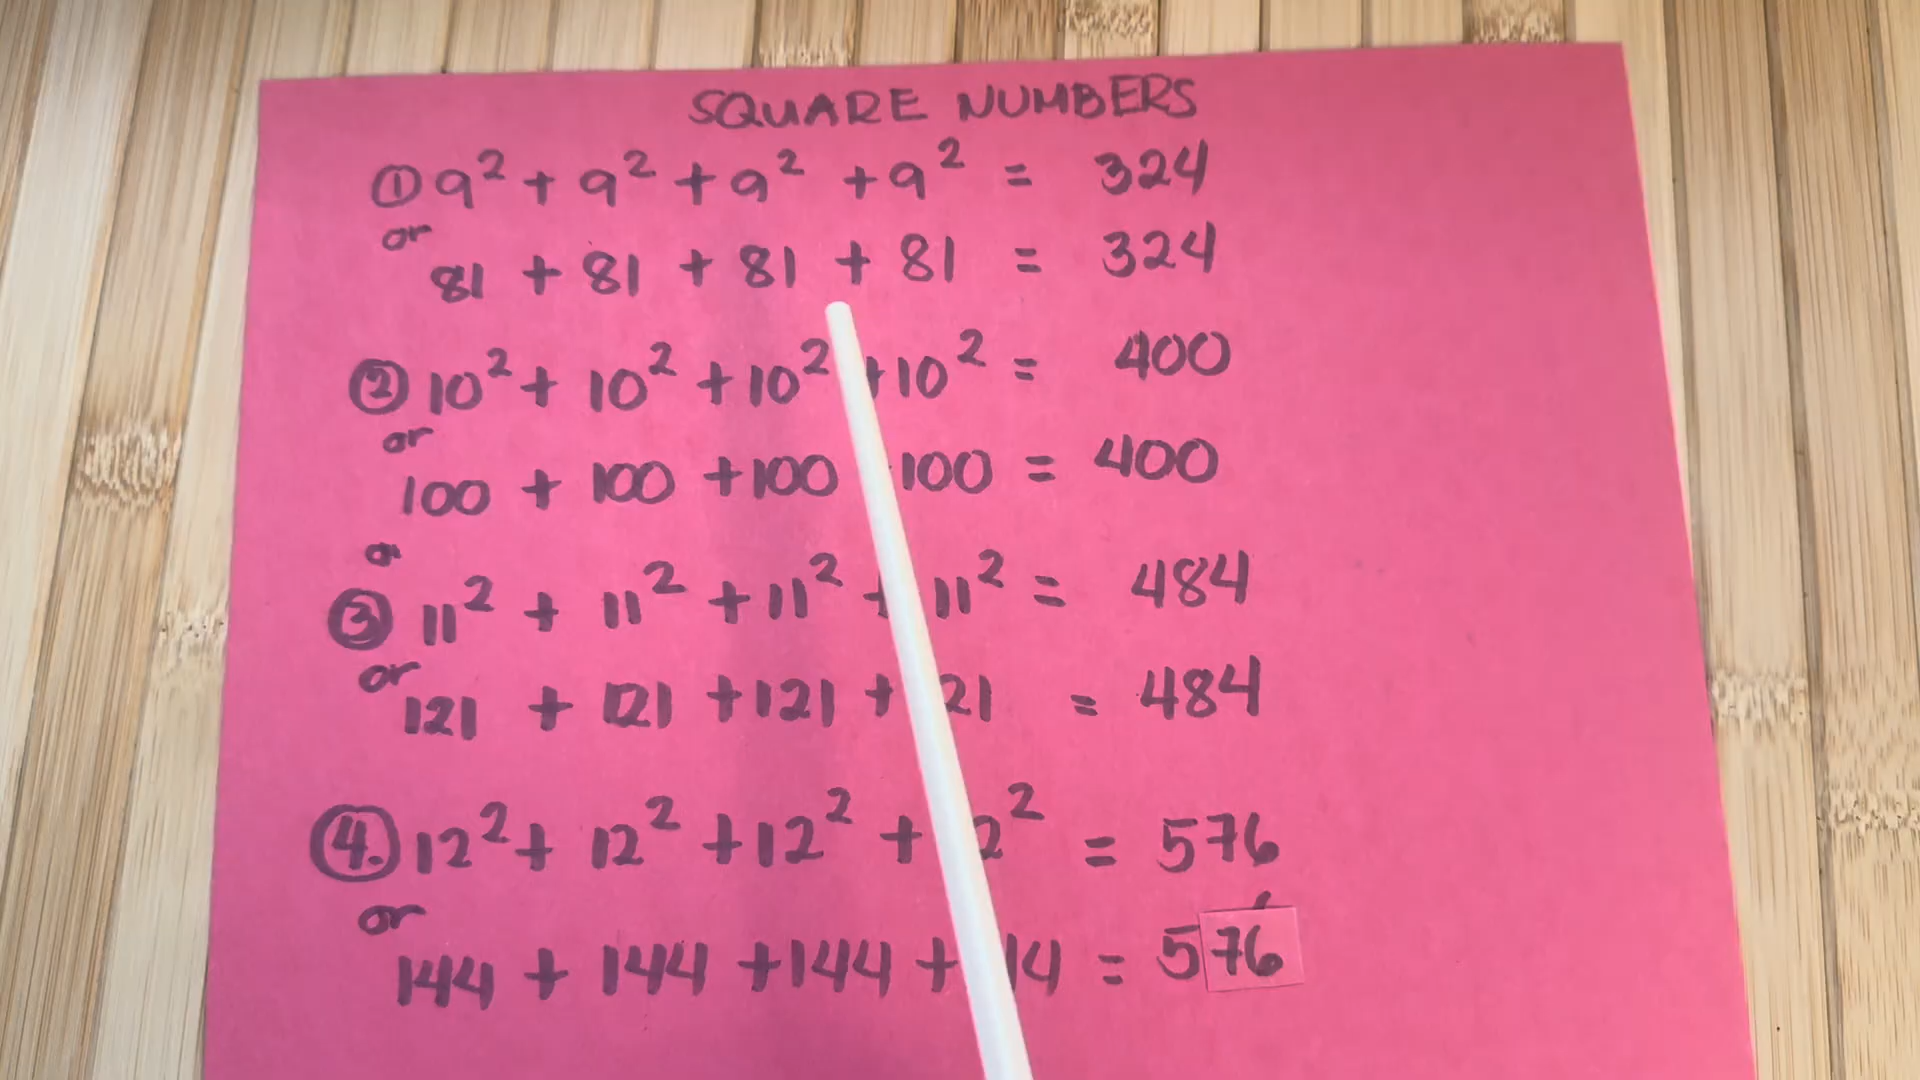 SQUARE NUMBERS
① 9² + 9² + 9² + 9² = 324
or
81 + 81 + 81 + 81 = 324
② 10² + 10² + 10² +10² = 400
or
100 + 100 +100 100 = 400
or
③ 11² + 11² + 11² + 11² = 484
or
121 + 121 +121 + 21 = 484
④. 12² + 12² +12² + 2² = 576
or
144 + 144 +144 + 14 = 576